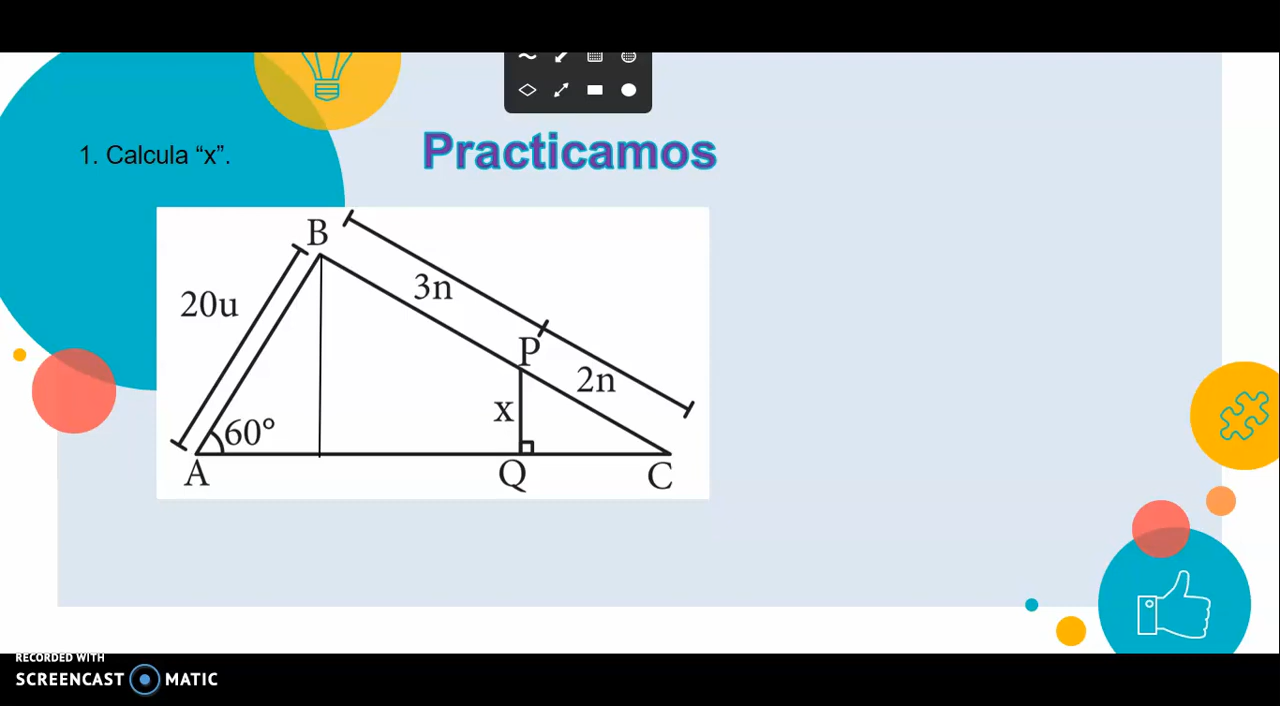 Practicamos
1. Calcula “x”.
B
20u
3n
P
2n
x
60°
A
Q
C
RECORDED WITH
SCREENCAST MATIC